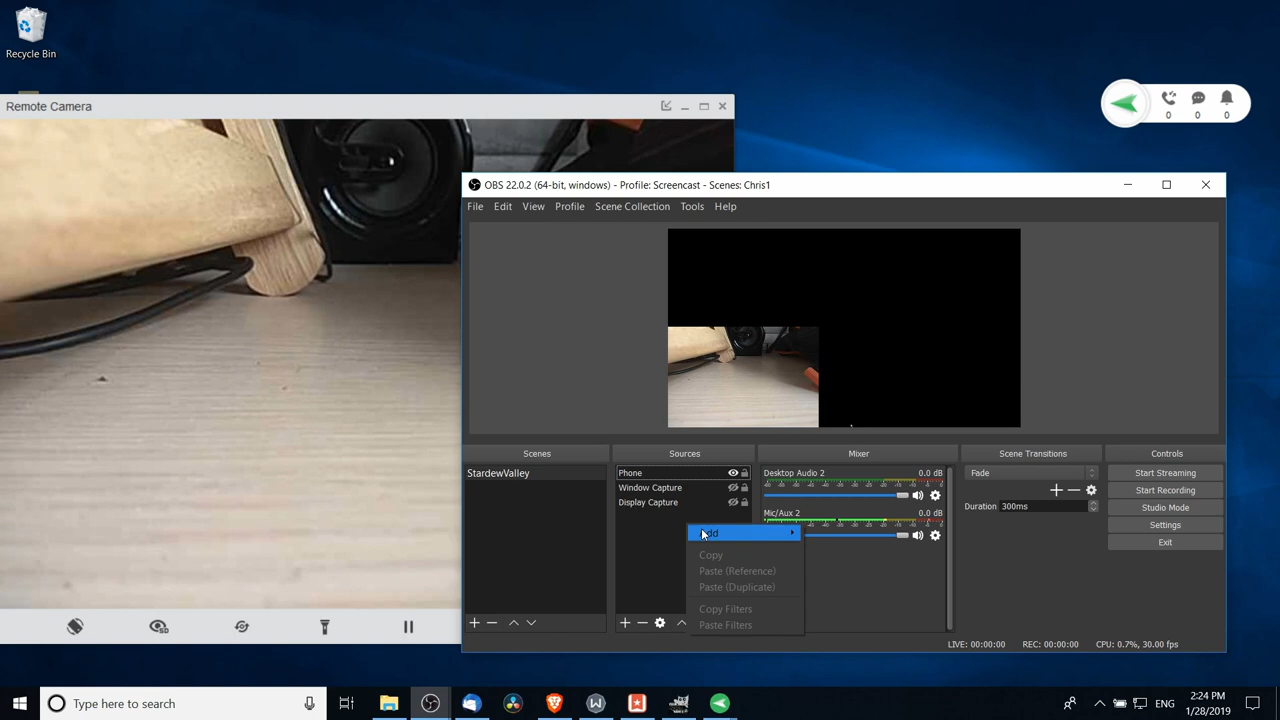 Recycle Bin
Remote Camera
0 0 0
OBS 22.0.2 (64-bit, windows) - Profile: Screencast - Scenes: Chris1
File Edit View Profile Scene Collection Tools Help
Scenes Sources Mixer Scene Transitions Controls
StardewValley
Phone
Window Capture
Display Capture
Desktop Audio 2 0.0 dB
Mic/Aux 2 0.0 dB
Fade
Duration 300ms
Start Streaming
Start Recording
Studio Mode
Settings
Exit
Copy
Paste (Reference)
Paste (Duplicate)
Copy Filters
Paste Filters
LIVE: 00:00:00 REC: 00:00:00 CPU: 0.7%, 30.00 fps
Type here to search
ENG
2:24 PM
1/28/2019